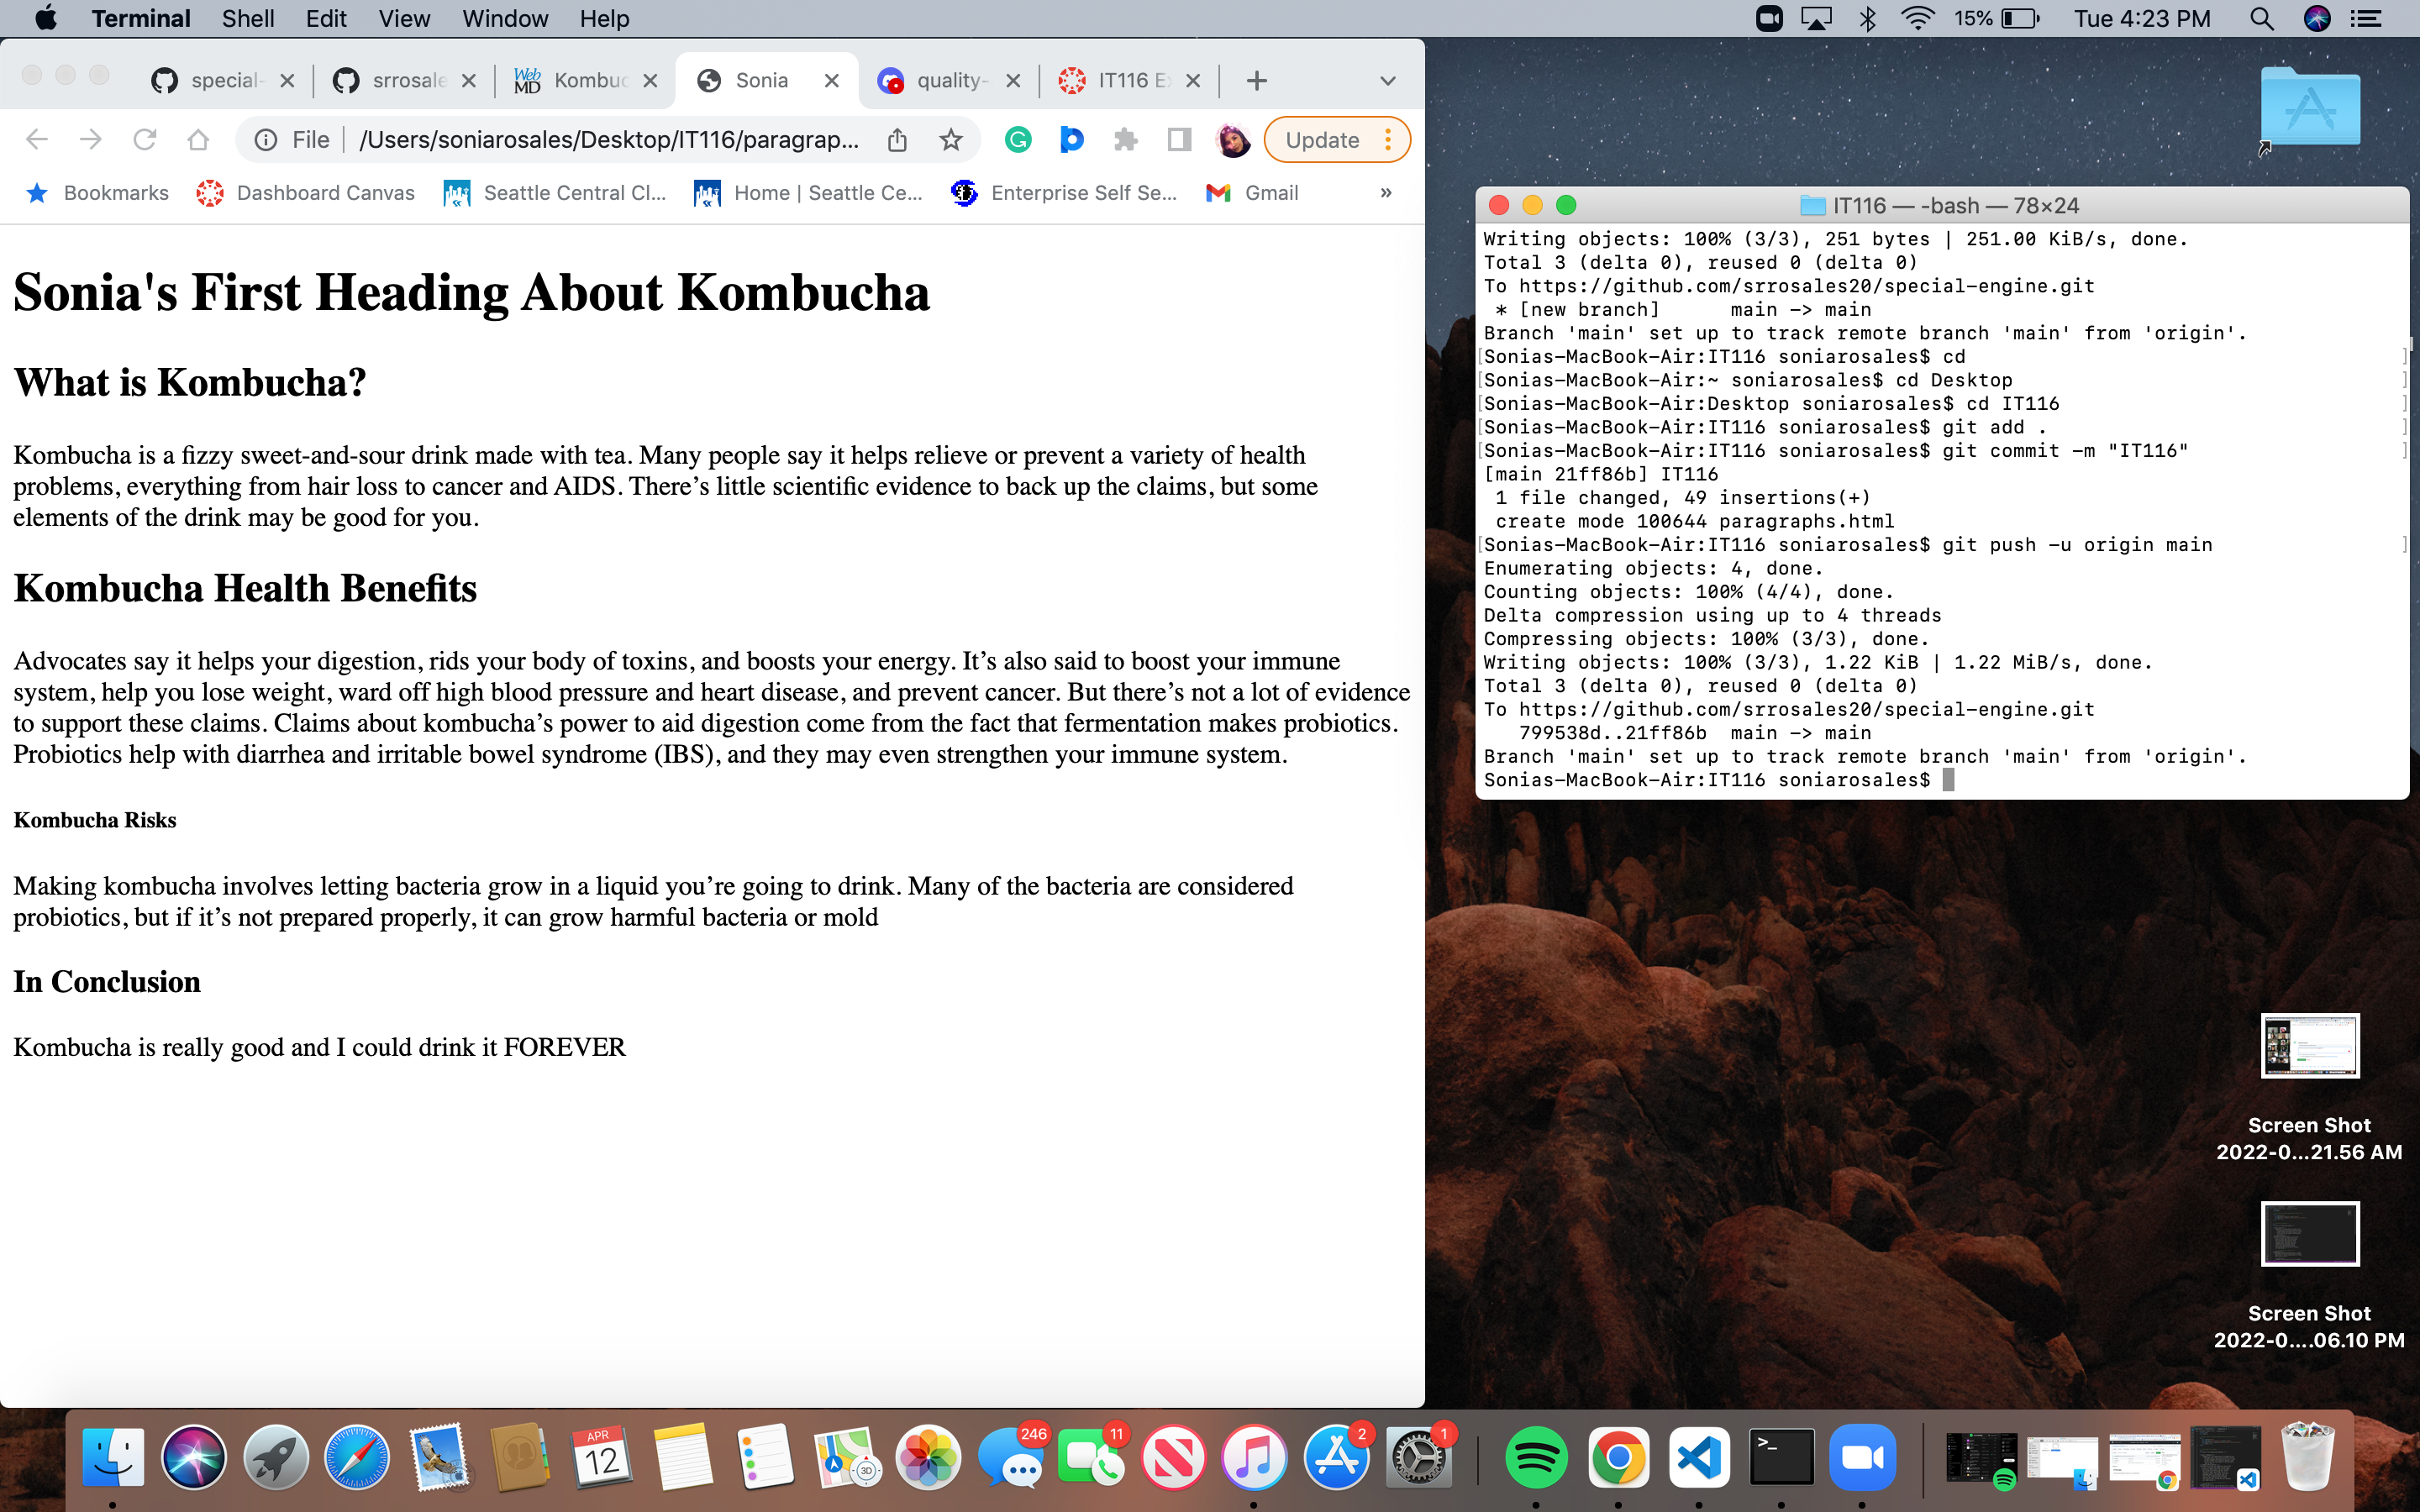 Terminal Shell Edit View Window Help 15% Tue 4:23 PM
special- srrosale Web MD Kombuc Sonia quality- IT116 Ex
File /Users/soniarosales/Desktop/IT116/paragrap... Update
Bookmarks Dashboard Canvas Seattle Central Cl... Home | Seattle Ce... Enterprise Self Se... Gmail »
Sonia's First Heading About Kombucha
What is Kombucha?
Kombucha is a fizzy sweet-and-sour drink made with tea. Many people say it helps relieve or prevent a variety of health
problems, everything from hair loss to cancer and AIDS. There’s little scientific evidence to back up the claims, but some
elements of the drink may be good for you.
Kombucha Health Benefits
Advocates say it helps your digestion, rids your body of toxins, and boosts your energy. It’s also said to boost your immune
system, help you lose weight, ward off high blood pressure and heart disease, and prevent cancer. But there’s not a lot of evidence
to support these claims. Claims about kombucha’s power to aid digestion come from the fact that fermentation makes probiotics.
Probiotics help with diarrhea and irritable bowel syndrome (IBS), and they may even strengthen your immune system.
Kombucha Risks
Making kombucha involves letting bacteria grow in a liquid you’re going to drink. Many of the bacteria are considered
probiotics, but if it’s not prepared properly, it can grow harmful bacteria or mold
In Conclusion
Kombucha is really good and I could drink it FOREVER
IT116 — -bash — 78×24
Writing objects: 100% (3/3), 251 bytes | 251.00 KiB/s, done.
Total 3 (delta 0), reused 0 (delta 0)
To https://github.com/srrosales20/special-engine.git
* [new branch]      main -> main
Branch 'main' set up to track remote branch 'main' from 'origin'.
[Sonias-MacBook-Air:IT116 soniarosales$ cd ]
[Sonias-MacBook-Air:~ soniarosales$ cd Desktop ]
[Sonias-MacBook-Air:Desktop soniarosales$ cd IT116 ]
[Sonias-MacBook-Air:IT116 soniarosales$ git add . ]
[Sonias-MacBook-Air:IT116 soniarosales$ git commit -m "IT116" ]
[main 21ff86b] IT116
1 file changed, 49 insertions(+)
create mode 100644 paragraphs.html
[Sonias-MacBook-Air:IT116 soniarosales$ git push -u origin main ]
Enumerating objects: 4, done.
Counting objects: 100% (4/4), done.
Delta compression using up to 4 threads
Compressing objects: 100% (3/3), done.
Writing objects: 100% (3/3), 1.22 KiB | 1.22 MiB/s, done.
Total 3 (delta 0), reused 0 (delta 0)
To https://github.com/srrosales20/special-engine.git
799538d..21ff86b  main -> main
Branch 'main' set up to track remote branch 'main' from 'origin'.
Sonias-MacBook-Air:IT116 soniarosales$
Screen Shot
2022-0...21.56 AM
Screen Shot
2022-0....06.10 PM
APR
12
3D
246
11
2
1
>_